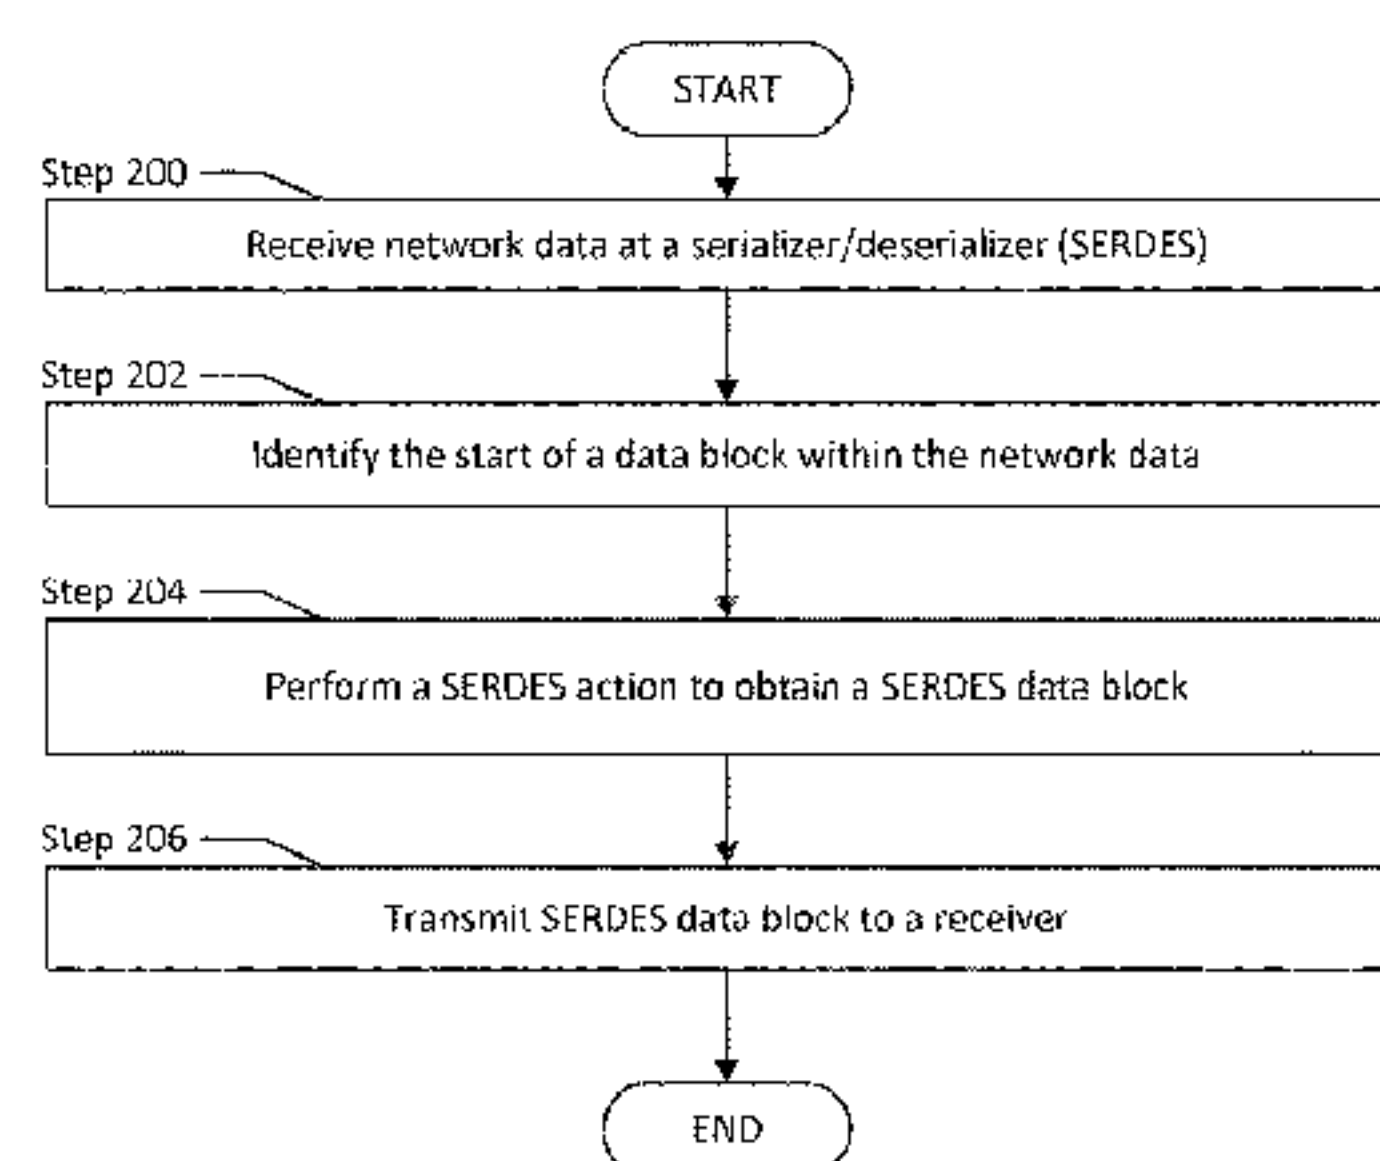 START
Step 200
Receive network data at a serializer/deserializer (SERDES)
Step 202
Identify the start of a data block within the network data
Step 204
Perform a SERDES action to obtain a SERDES data block
Step 206
Transmit SERDES data block to a receiver
END